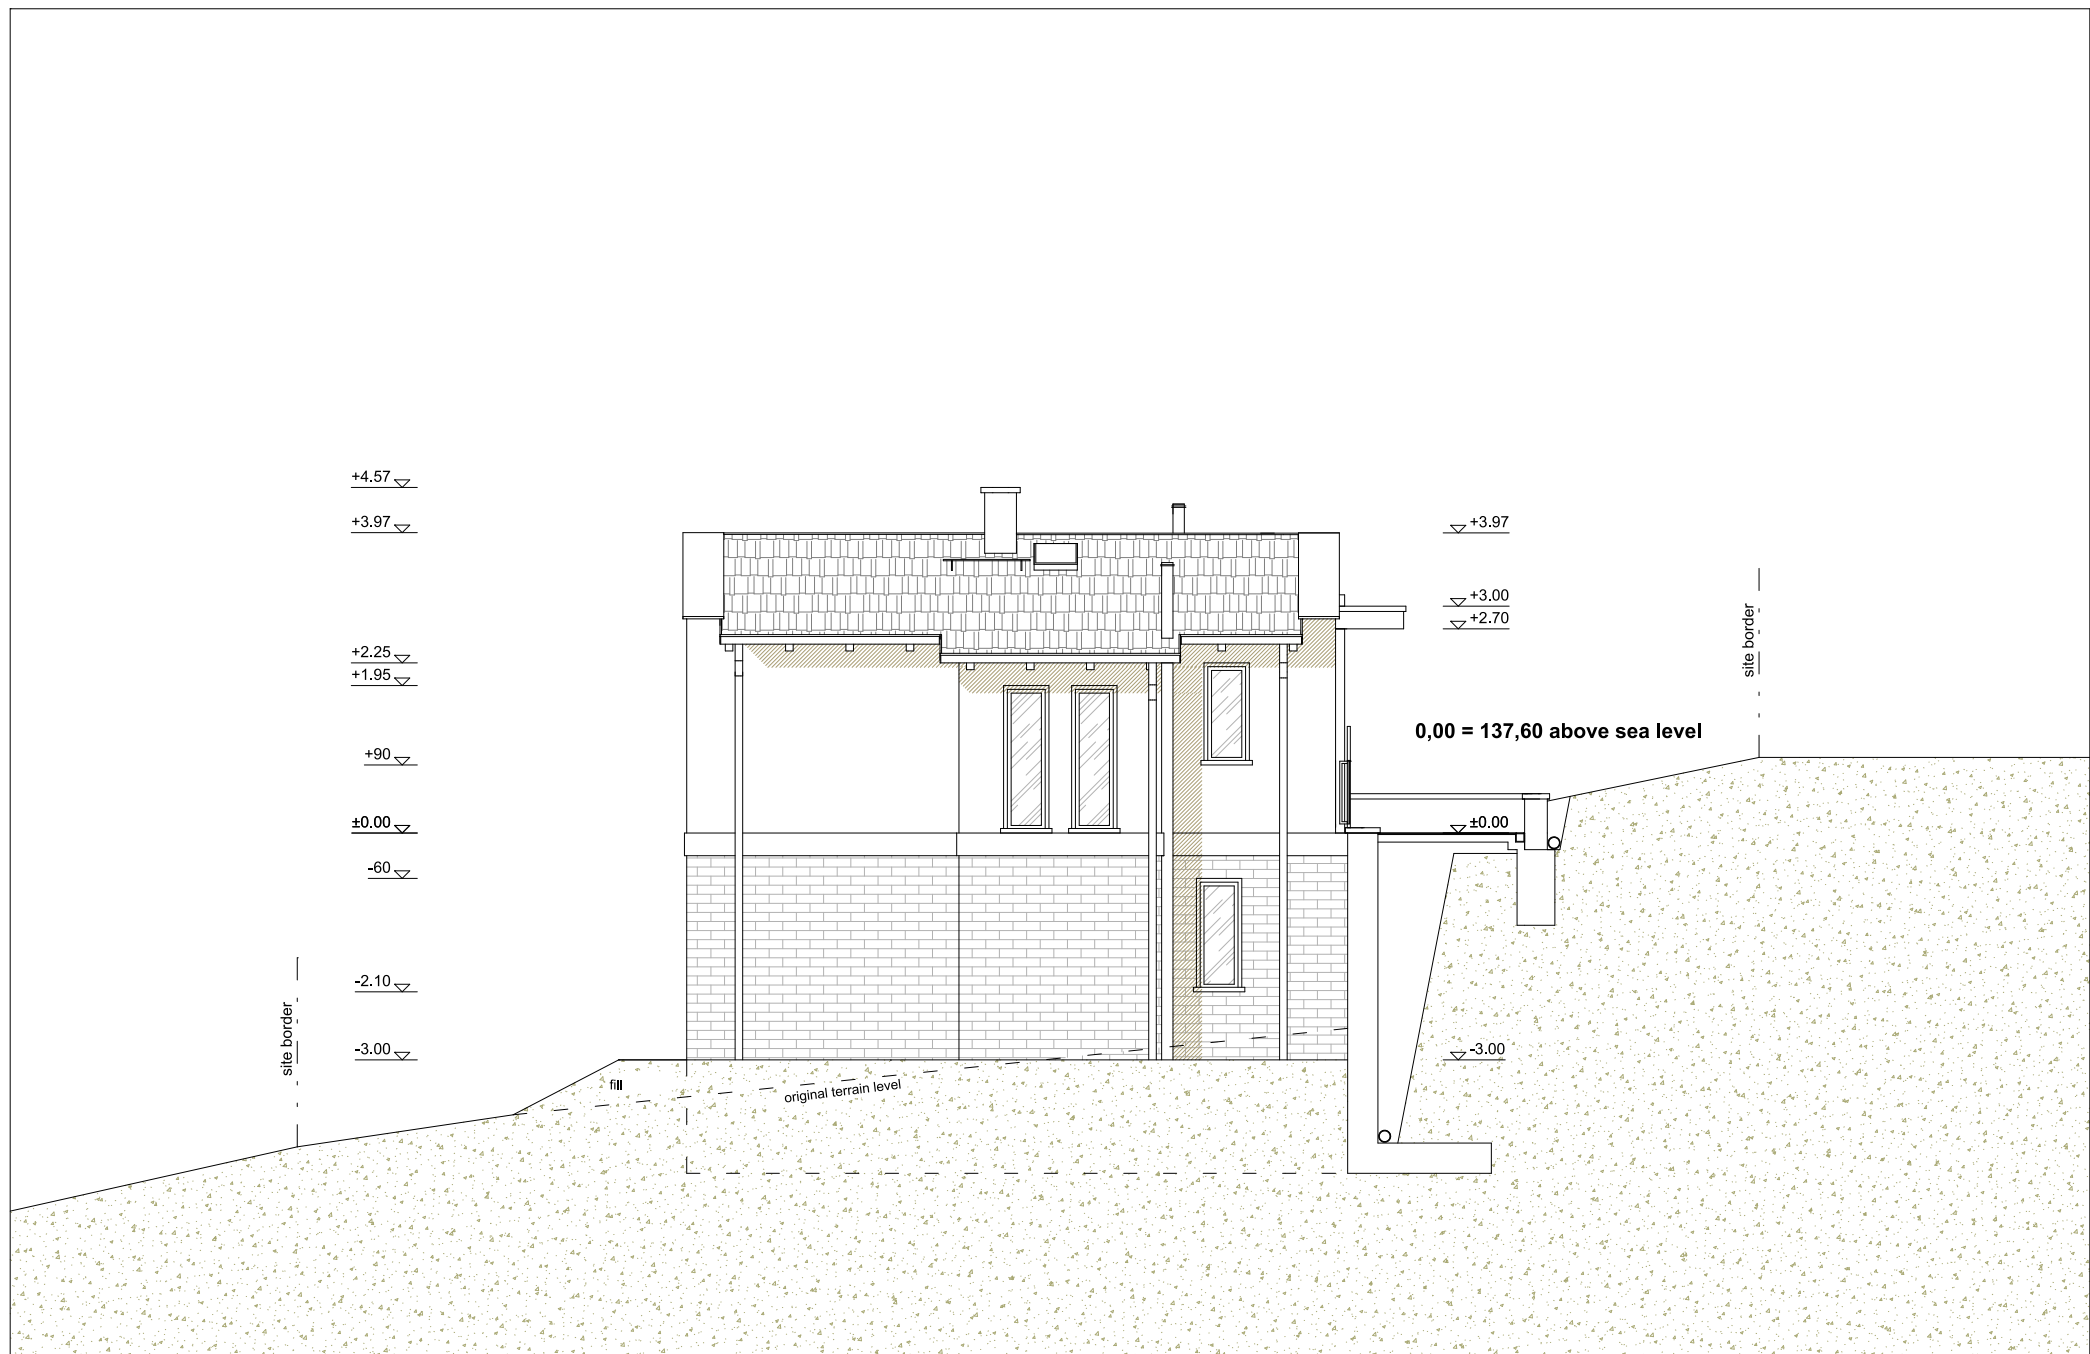 +4.57
+3.97
+3.97
+3.00
+2.70
+2.25
+1.95
site border
0,00 = 137,60 above sea level
+90
±0.00
±0.00
-60
-2.10
site border
-3.00
-3.00
fill
original terrain level